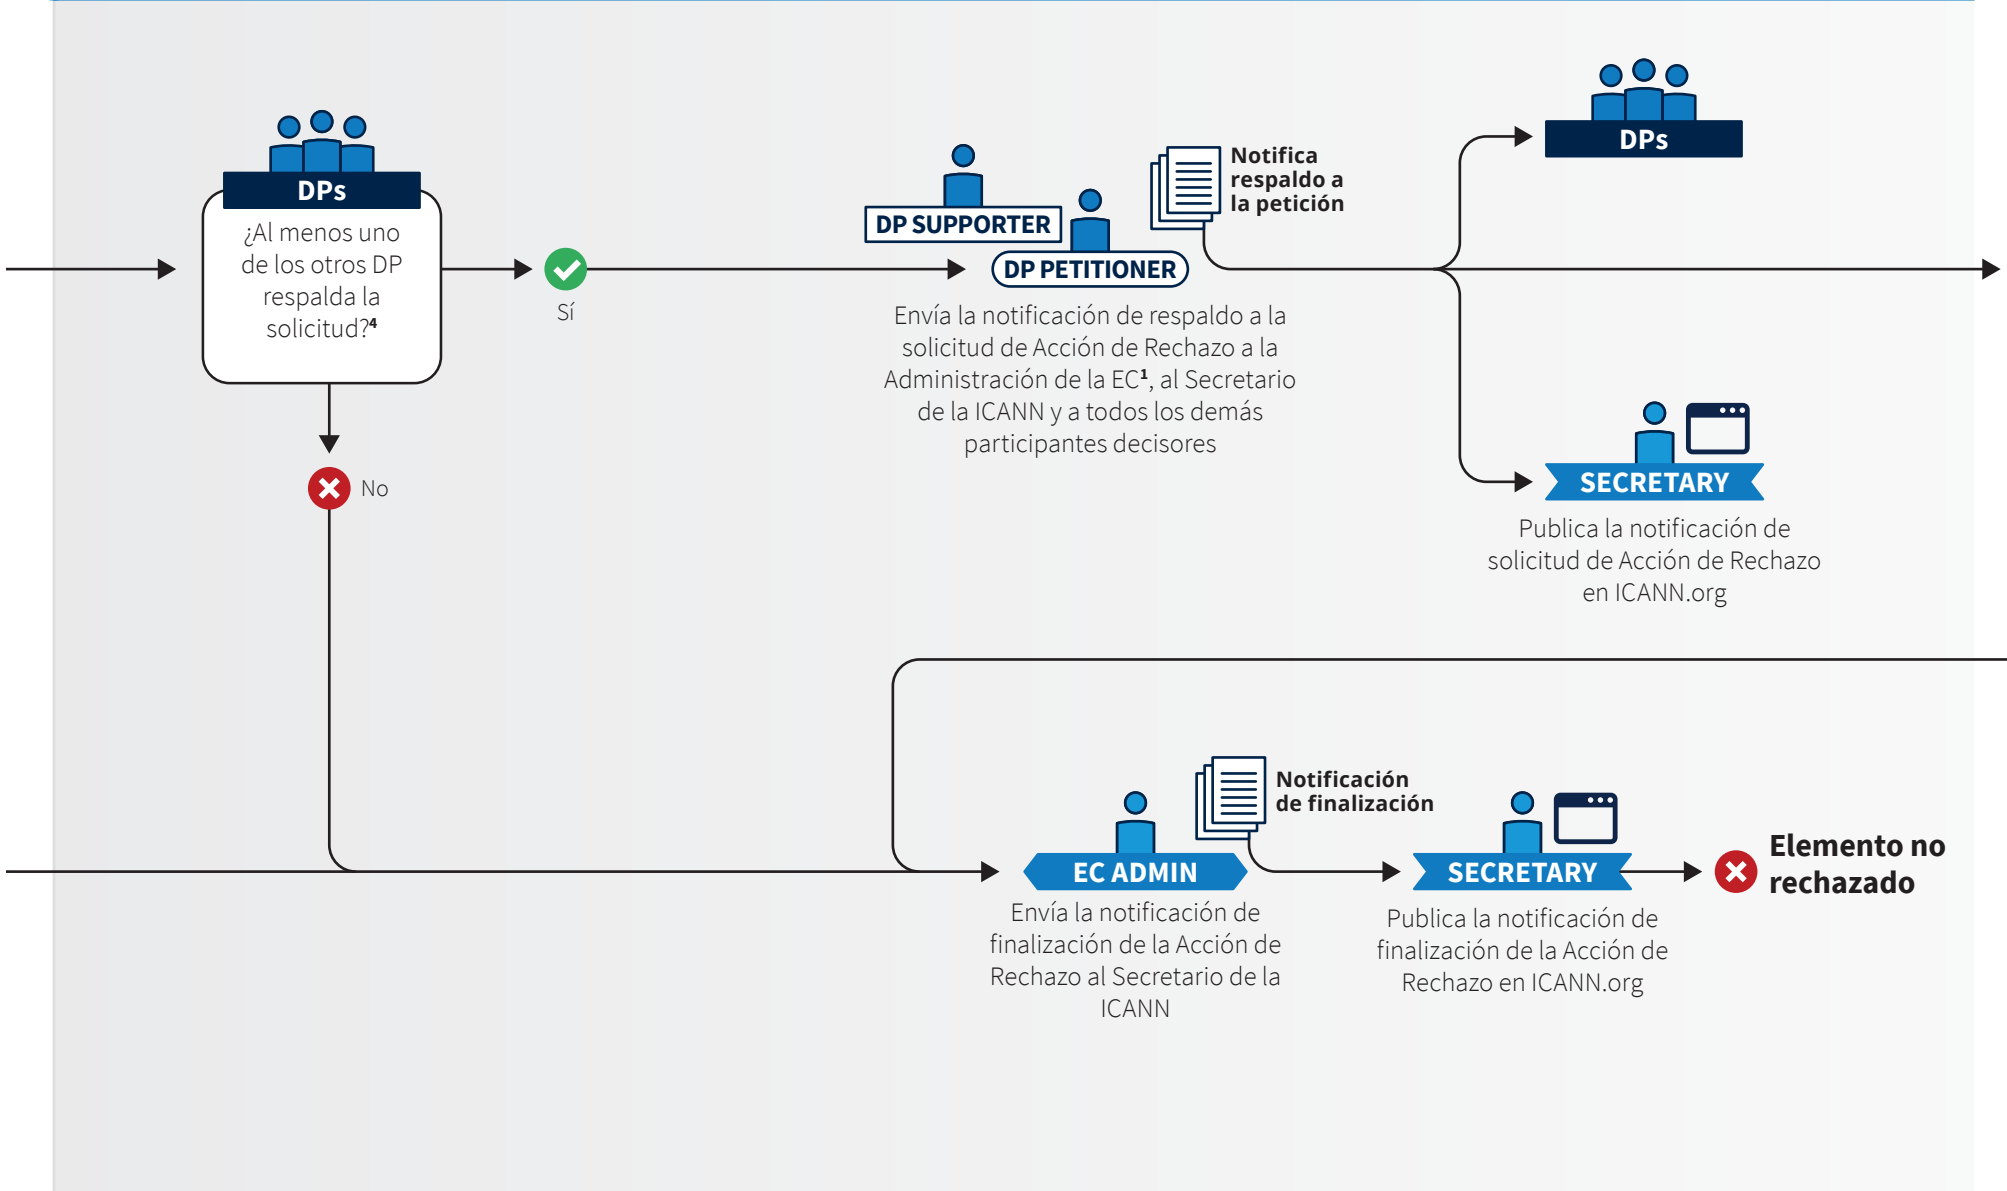 DPs
¿Al menos uno
de los otros DP
respalda la
solicitud?4
Sí
No
DP SUPPORTER
DP PETITIONER
Notifica
respaldo a
la petición
Envía la notificación de respaldo a la
solicitud de Acción de Rechazo a la
Administración de la EC1, al Secretario
de la ICANN y a todos los demás
participantes decisores
DPs
SECRETARY
Publica la notificación de
solicitud de Acción de Rechazo
en ICANN.org
EC ADMIN
Notificación
de finalización
Envía la notificación de
finalización de la Acción de
Rechazo al Secretario de la
ICANN
SECRETARY
Publica la notificación de
finalización de la Acción de
Rechazo en ICANN.org
Elemento no
rechazado